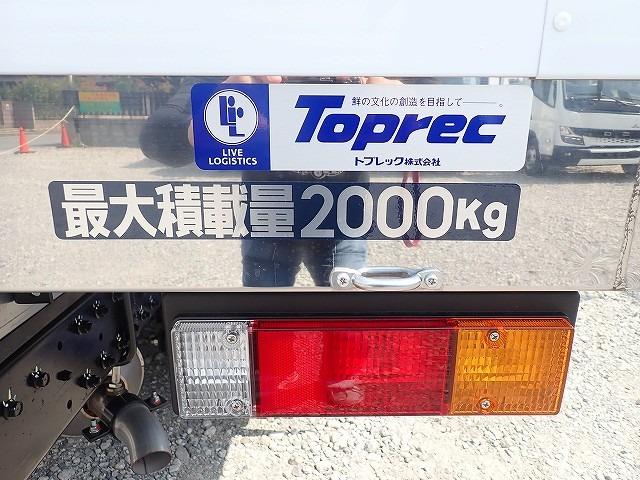 鮮の文化の創造を目指して――。
LIVE
LOGISTICS
Toprec
トプレック株式会社
最大積載量2000Kg